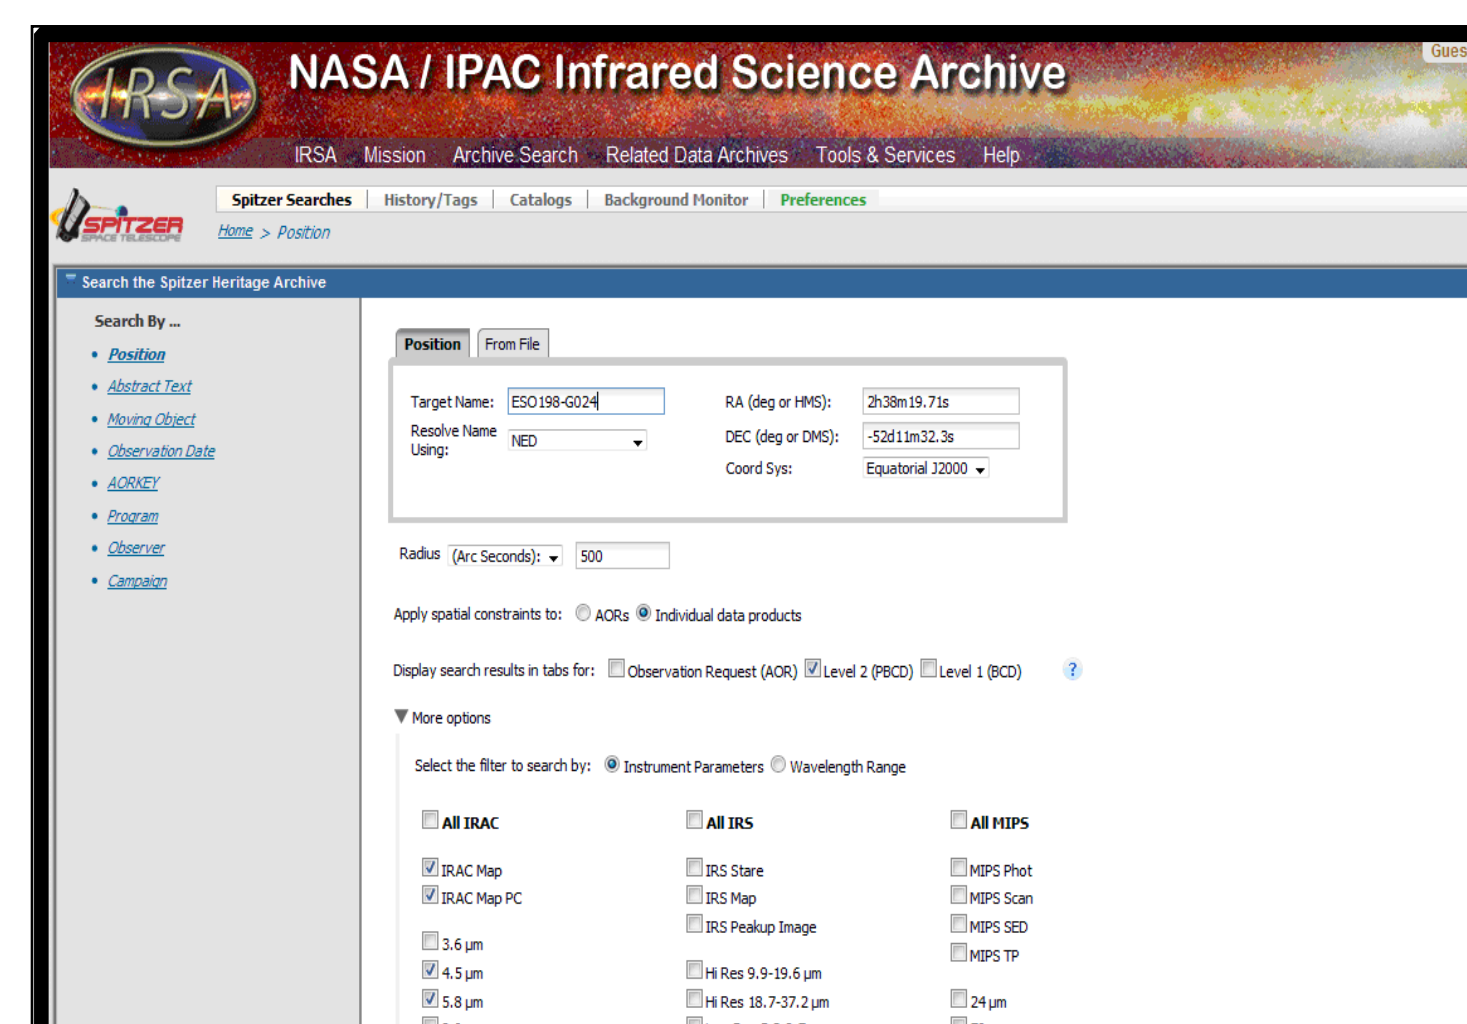 IRSA
NASA / IPAC Infrared Science Archive
IRSA Mission Archive Search Related Data Archives Tools & Services Help
SPITZER
SPACE TELESCOPE
Spitzer Searches History/Tags Catalogs Background Monitor Preferences
Home > Position
Search the Spitzer Heritage Archive
Search By ...
• Position
• Abstract Text
• Moving Object
• Observation Date
• AORKEY
• Program
• Observer
• Campaign
Position From File
Target Name: ESO198-G024 RA (deg or HMS): 2h38m19.71s
Resolve Name Using: NED DEC (deg or DMS): -52d11m32.3s
Coord Sys: Equatorial J2000
Radius (Arc Seconds): 500
Apply spatial constraints to: AORs Individual data products
Display search results in tabs for: Observation Request (AOR) Level 2 (PBCD) Level 1 (BCD) ?
More options
Select the filter to search by: Instrument Parameters Wavelength Range
All IRAC All IRS All MIPS
IRAC Map IRS Stare MIPS Phot
IRAC Map PC IRS Map MIPS Scan
IRS Peakup Image MIPS SED
3.6 µm MIPS TP
4.5 µm Hi Res 9.9-19.6 µm
5.8 µm Hi Res 18.7-37.2 µm 24 µm